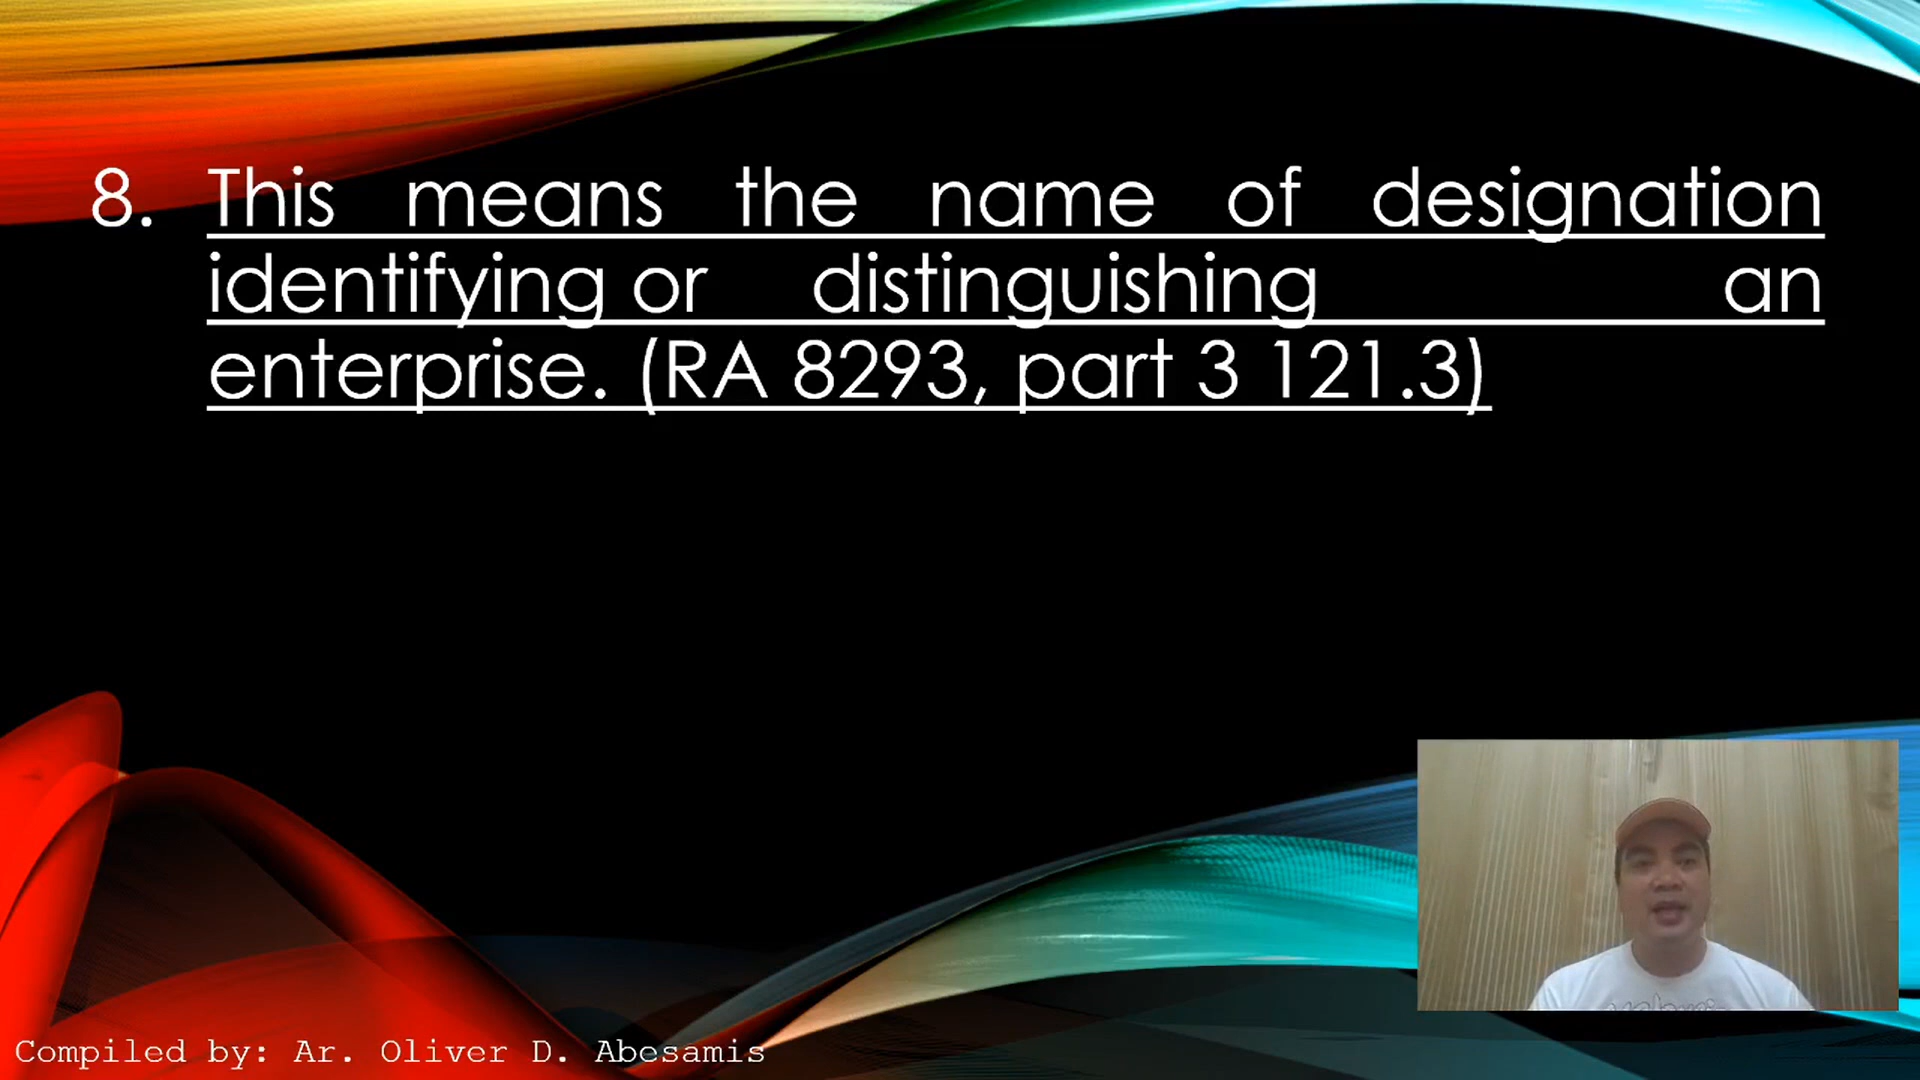 8. This means the name of designation
identifying or distinguishing an
enterprise. (RA 8293, part 3 121.3)
Compiled by: Ar. Oliver D. Abesamis